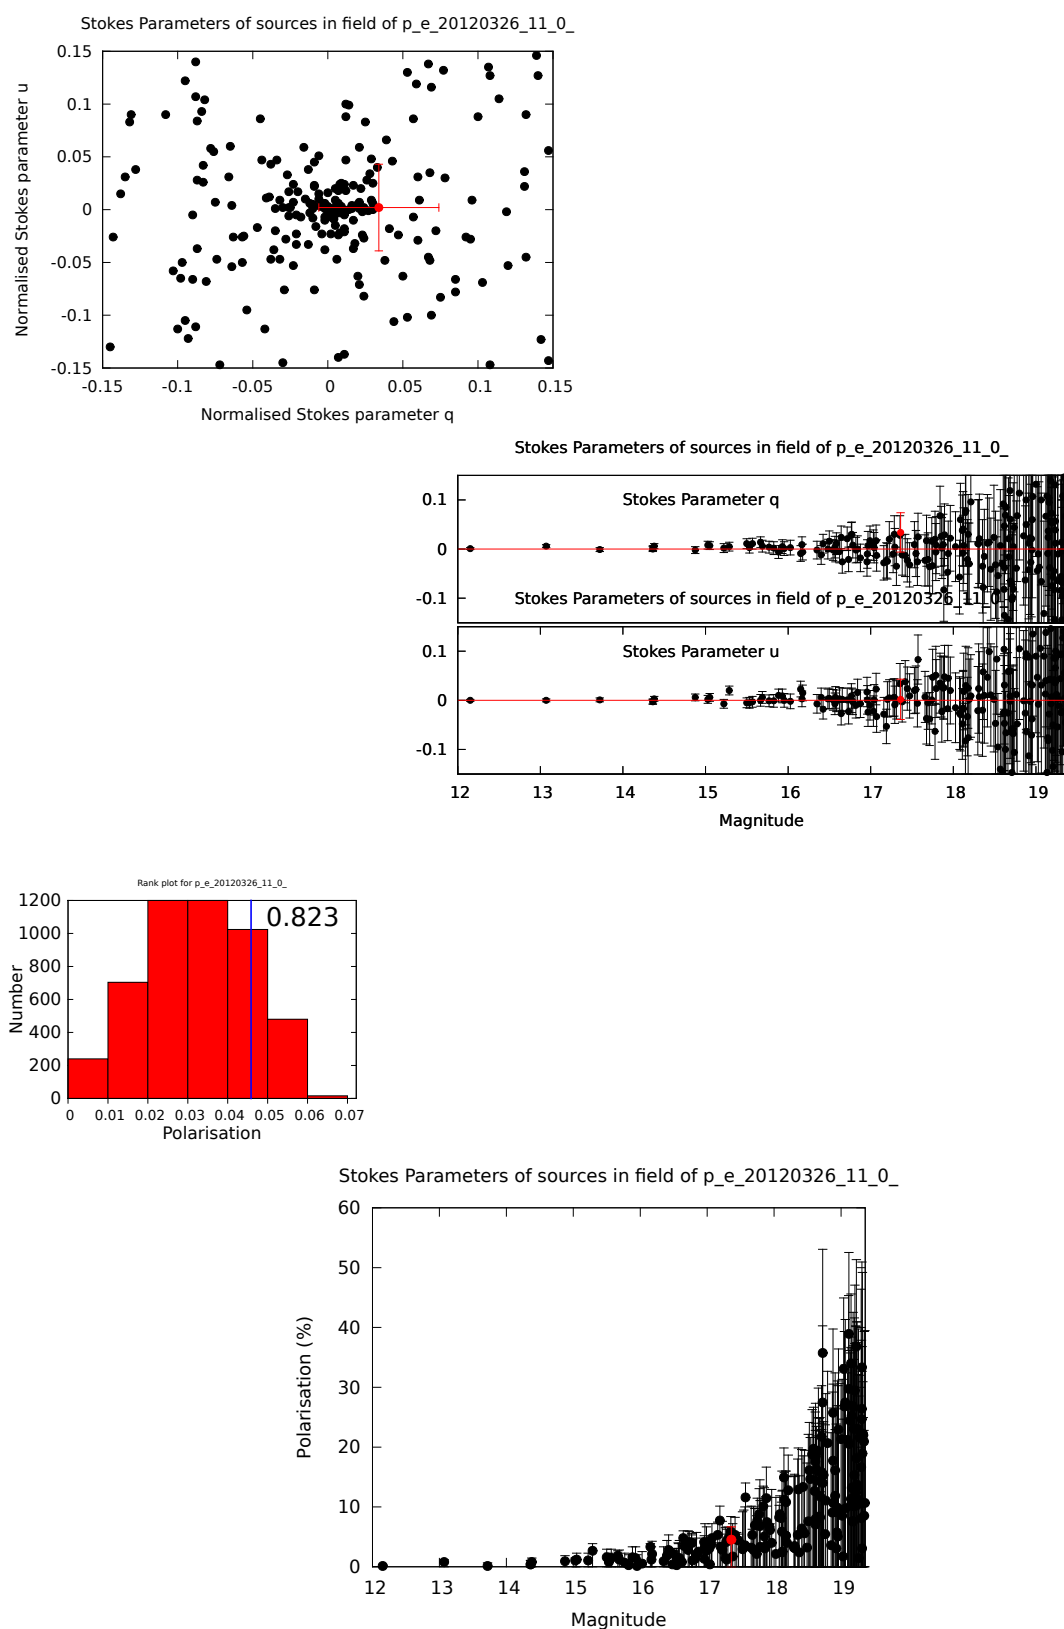 Stokes Parameters of sources in field of p_e_20120326_11_0_
0.15
0.1
0.05
0
-0.05
-0.1
-0.15
Normalised Stokes parameter u
-0.15 -0.1 -0.05 0 0.05 0.1 0.15
Normalised Stokes parameter q
Stokes Parameters of sources in field of p_e_20120326_11_0_
Stokes Parameter q
0.1
0
-0.1
Stokes Parameters of sources in field of p_e_20120326_11_0_
Stokes Parameter u
0.1
0
-0.1
12 13 14 15 16 17 18 19
Magnitude
Rank plot for p_e_20120326_11_0_
0.823
1200
1000
800
600
400
200
0
Number
0 0.01 0.02 0.03 0.04 0.05 0.06 0.07
Polarisation
Stokes Parameters of sources in field of p_e_20120326_11_0_
60
50
40
30
20
10
0
Polarisation (%)
12 13 14 15 16 17 18 19
Magnitude